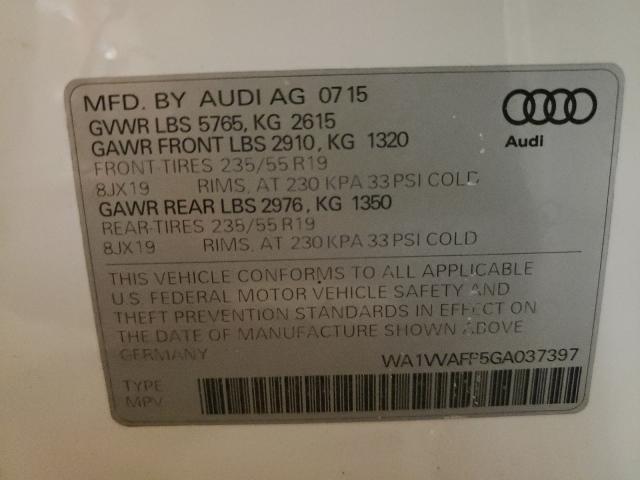 MFD. BY AUDI AG 07 15
GVWR LBS 5765, KG 2615
GAWR FRONT LBS 2910, KG 1320
FRONT-TIRES 235/55 R19
8JX19 RIMS, AT 230 KPA 33 PSI COLD
GAWR REAR LBS 2976, KG 1350
REAR-TIRES 235/55 R19
8JX19 RIMS, AT 230 KPA 33 PSI COLD
Audi
THIS VEHICLE CONFORMS TO ALL APPLICABLE
U.S. FEDERAL MOTOR VEHICLE SAFETY AND
THEFT PREVENTION STANDARDS IN EFFECT ON
THE DATE OF MANUFACTURE SHOWN ABOVE
GERMANY WA1VVAFP5GA037397
TYPE
MPV